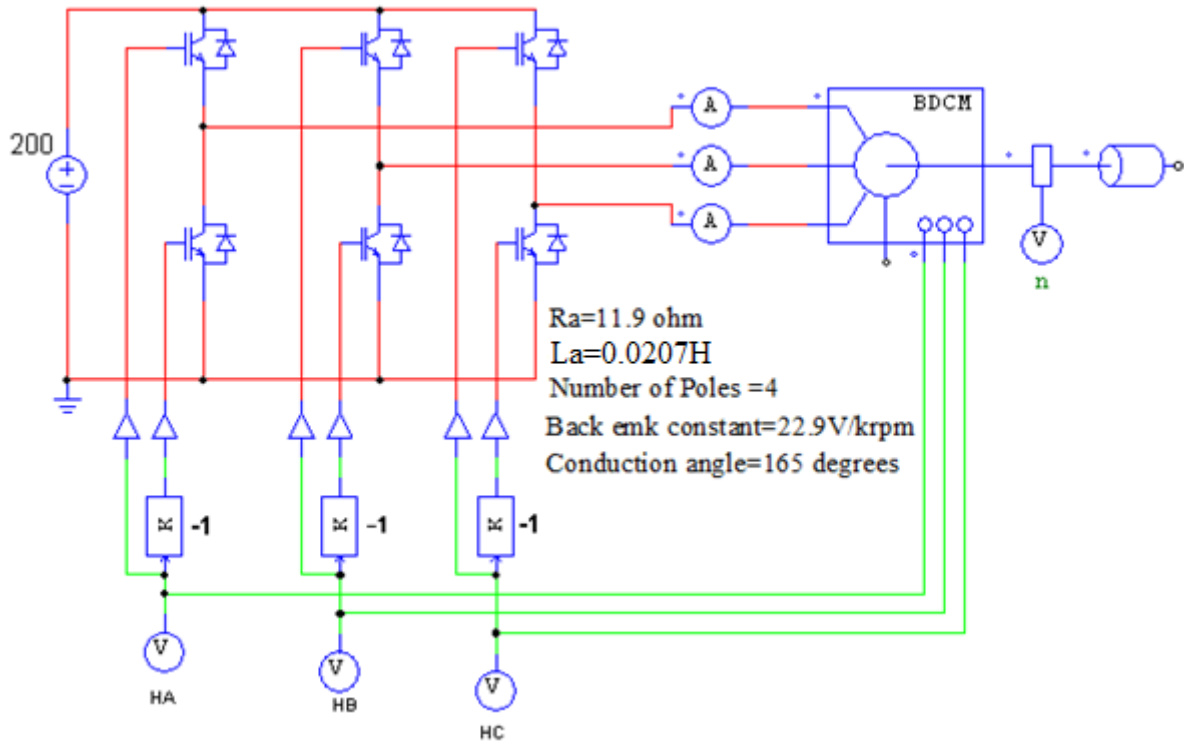 BDCM
A
200
A
A
V
n
Ra=11.9 ohm
La=0.0207H
Number of Poles =4
Back emk constant=22.9V/krpm
Conduction angle=165 degrees
K -1
K -1
K -1
V
V
V
HA
HB
HC